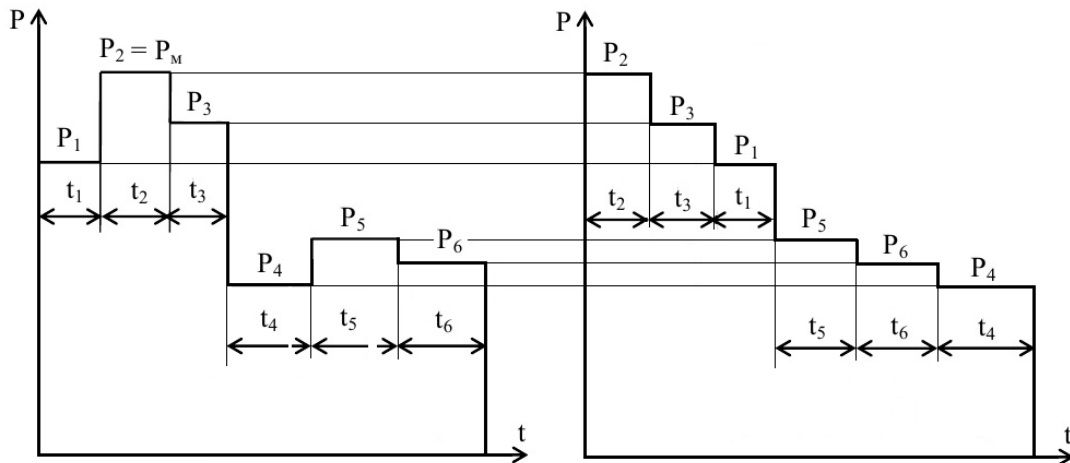 P
P₂ = Pм
P₃
P₁
t₁
t₂
t₃
P₅
P₆
P₄
t₄
t₅
t₆
t
P
P₂
P₃
P₁
t₂
t₃
t₁
P₅
P₆
P₄
t₅
t₆
t₄
t